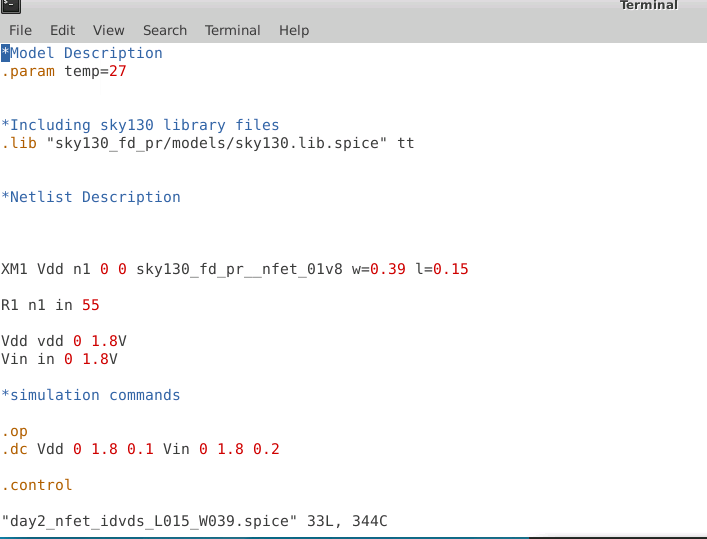 Terminal
File Edit View Search Terminal Help
*Model Description
.param temp=27
*Including sky130 library files
.lib "sky130_fd_pr/models/sky130.lib.spice" tt
*Netlist Description
XM1 Vdd n1 0 0 sky130_fd_pr__nfet_01v8 w=0.39 l=0.15
R1 n1 in 55
Vdd vdd 0 1.8V
Vin in 0 1.8V
*simulation commands
.op
.dc Vdd 0 1.8 0.1 Vin 0 1.8 0.2
.control
"day2_nfet_idvds_L015_W039.spice" 33L, 344C